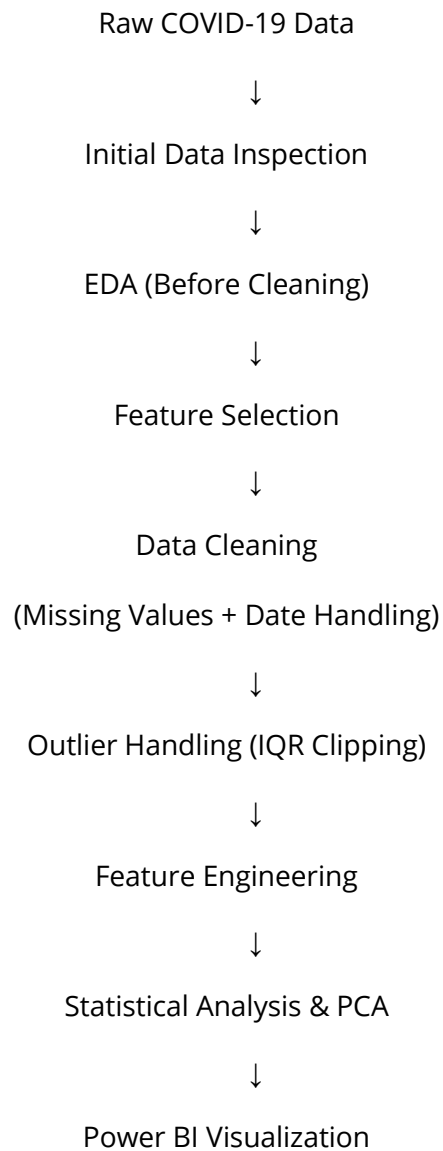 Raw COVID-19 Data
↓
Initial Data Inspection
↓
EDA (Before Cleaning)
↓
Feature Selection
↓
Data Cleaning
(Missing Values + Date Handling)
↓
Outlier Handling (IQR Clipping)
↓
Feature Engineering
↓
Statistical Analysis & PCA
↓
Power BI Visualization